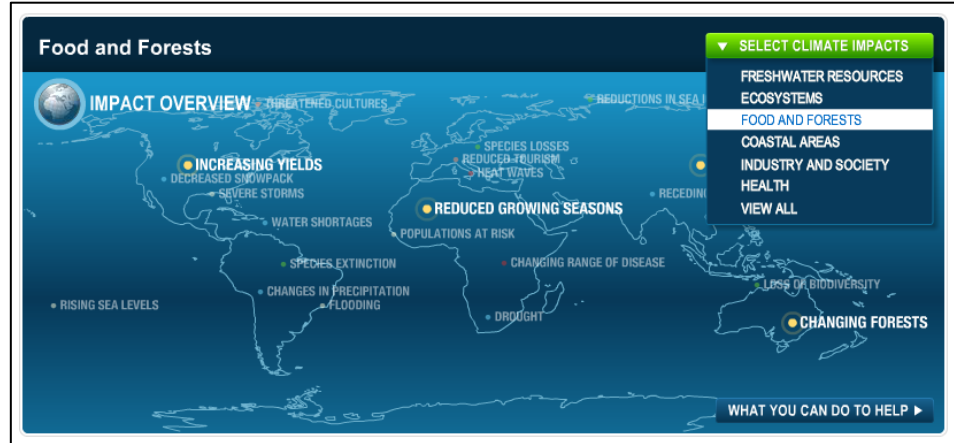 Food and Forests
▼ SELECT CLIMATE IMPACTS
FRESHWATER RESOURCES
ECOSYSTEMS
FOOD AND FORESTS
COASTAL AREAS
INDUSTRY AND SOCIETY
HEALTH
VIEW ALL
IMPACT OVERVIEW
THREATENED CULTURES
REDUCTIONS IN SEA
SPECIES LOSSES
REDUCED TOURISM
HEAT WAVES
INCREASING YIELDS
DECREASED SNOWPACK
SEVERE STORMS
RECEDING
REDUCED GROWING SEASONS
WATER SHORTAGES
POPULATIONS AT RISK
SPECIES EXTINCTION
CHANGING RANGE OF DISEASE
LOSS OF BIODIVERSITY
CHANGES IN PRECIPITATION
RISING SEA LEVELS
FLOODING
DROUGHT
CHANGING FORESTS
WHAT YOU CAN DO TO HELP ▶